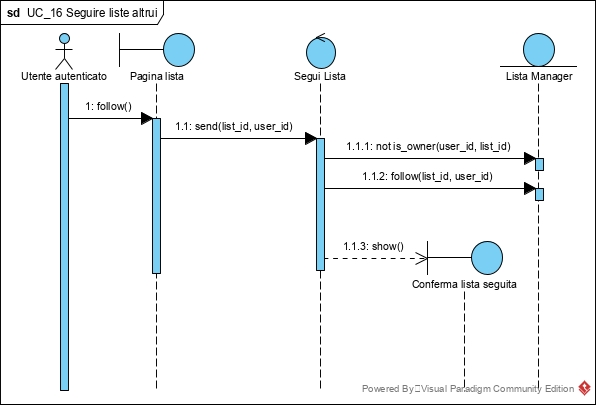 sd UC_16 Seguire liste altrui
Utente autenticato
Pagina lista
Segui Lista
Lista Manager
1: follow()
1.1: send(list_id, user_id)
1.1.1: not is_owner(user_id, list_id)
1.1.2: follow(list_id, user_id)
1.1.3: show()
Conferma lista seguita
Powered By Visual Paradigm Community Edition